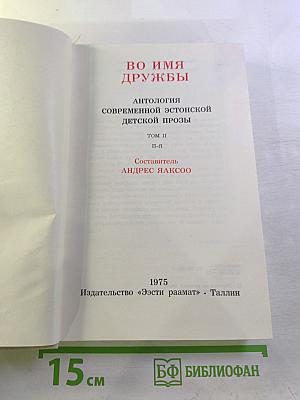 ВО ИМЯ
ДРУЖБЫ
АНТОЛОГИЯ
СОВРЕМЕННОЙ ЭСТОНСКОЙ
ДЕТСКОЙ ПРОЗЫ
ТОМ II
П-Я
Составитель
АНДРЕС ЯАКСОО
1975
Издательство «Ээсти раамат» - Таллин
15 см
БФ БИБЛИОФАН